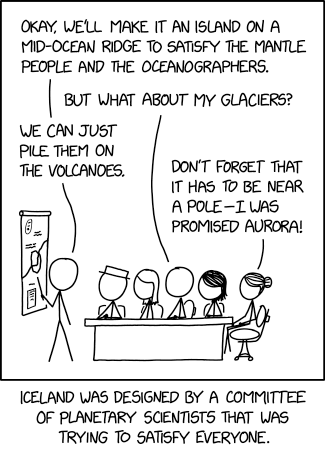 OKAY, WE'LL MAKE IT AN ISLAND ON A
MID-OCEAN RIDGE TO SATISFY THE MANTLE
PEOPLE AND THE OCEANOGRAPHERS.
BUT WHAT ABOUT MY GLACIERS?
WE CAN JUST
PILE THEM ON
THE VOLCANOES.
DON'T FORGET THAT
IT HAS TO BE NEAR
A POLE—I WAS
PROMISED AURORA!
ICELAND WAS DESIGNED BY A COMMITTEE
OF PLANETARY SCIENTISTS THAT WAS
TRYING TO SATISFY EVERYONE.